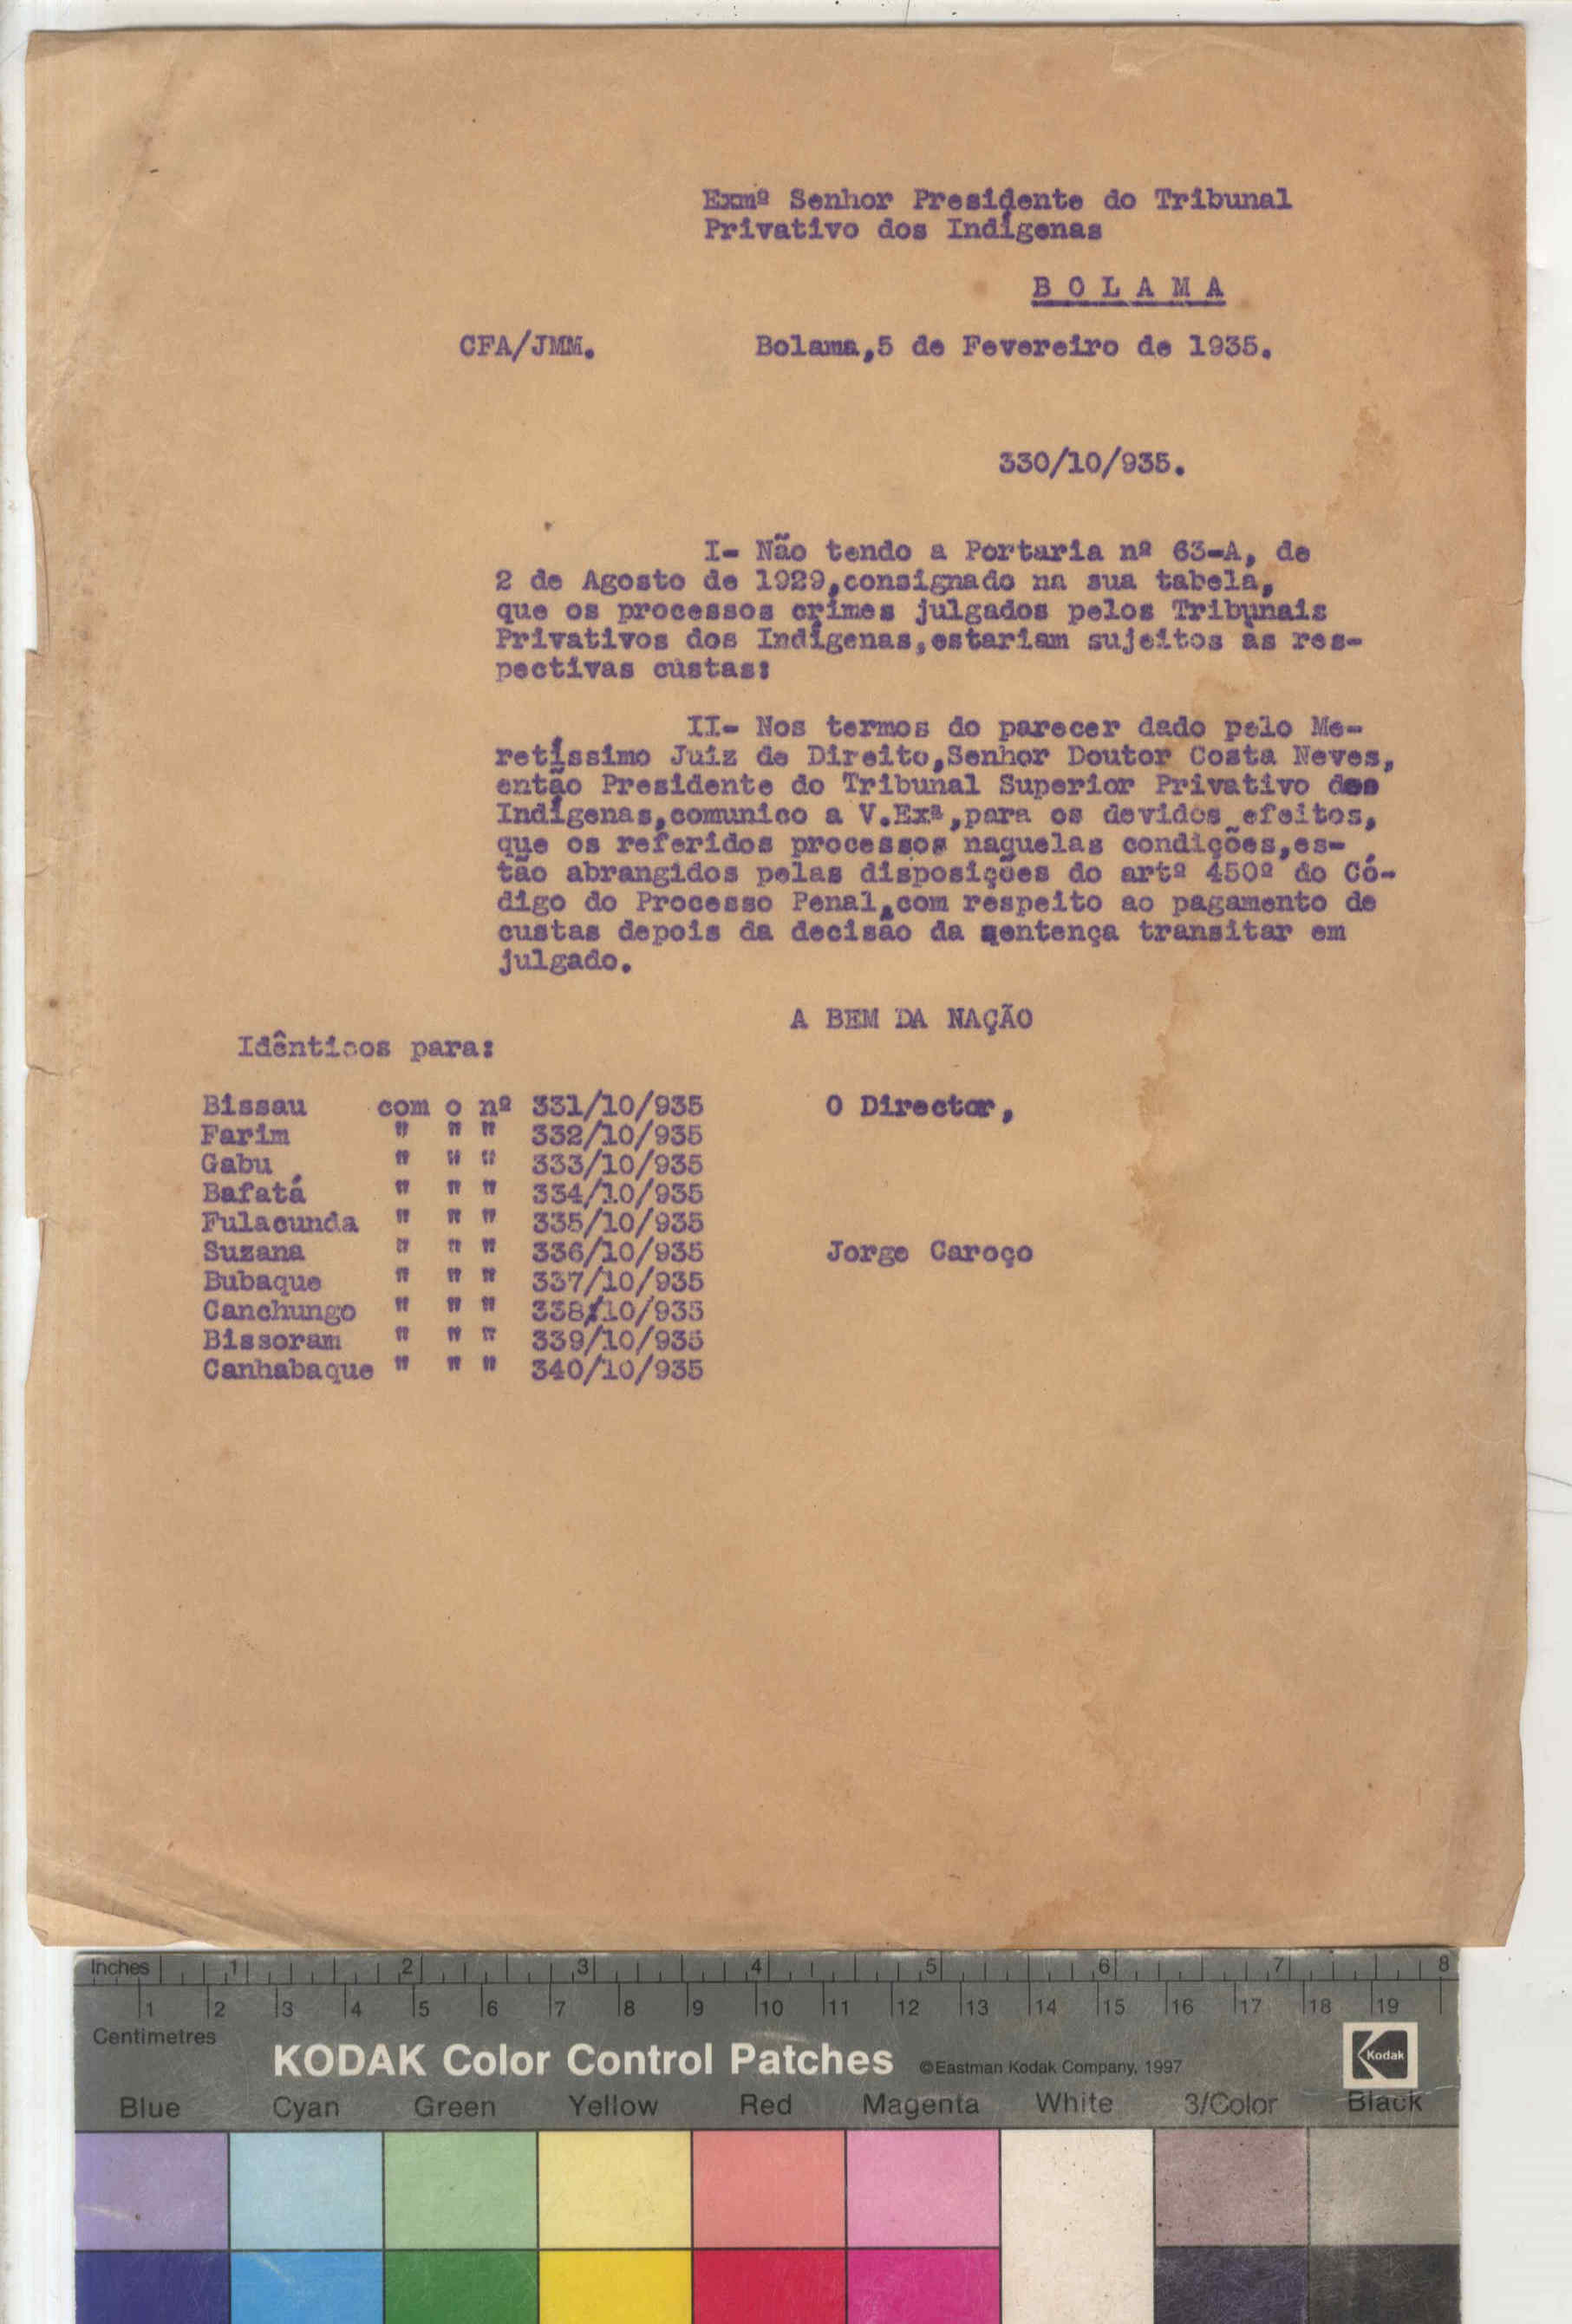 Exmº Senhor Presidente do Tribunal
Privativo dos Indígenas
B O L A M A
CFA/JMM. Bolama,5 de Fevereiro de 1935.
330/10/935.
I- Não tendo a Portaria nº 63-A, de
2 de Agosto de 1929,consignado na sua tabela,
que os processos crimes julgados pelos Tribunais
Privativos dos Indígenas,estariam sujeitos às res-
pectivas custas:
II- Nos termos do parecer dado pelo Me-
retíssimo Juiz de Direito,Senhor Doutor Costa Neves,
então Presidente do Tribunal Superior Privativo dos
Indígenas,comunico a V.Exª,para os devidos efeitos,
que os referidos processos naquelas condições,es-
tão abrangidos pelas disposições do artº 450º do Có-
digo do Processo Penal,com respeito ao pagamento de
custas depois da decisão da sentença transitar em
julgado.
A BEM DA NAÇÃO
Idênticos para:
Bissau com o nº 331/10/935 O Director,
Farim " " " 332/10/935
Gabu " " " 333/10/935
Bafatá " " " 334/10/935
Fulacunda " " " 335/10/935
Suzana " " " 336/10/935 Jorge Caroço
Bubaque " " " 337/10/935
Canchungo " " " 338/10/935
Bissoram " " " 339/10/935
Canhabaque " " " 340/10/935
Inches 1 2 3 4 5 6 7 8
1 2 3 4 5 6 7 8 9 10 11 12 13 14 15 16 17 18 19
Centimetres
KODAK Color Control Patches ©Eastman Kodak Company, 1997 Kodak
Blue Cyan Green Yellow Red Magenta White 3/Color Black